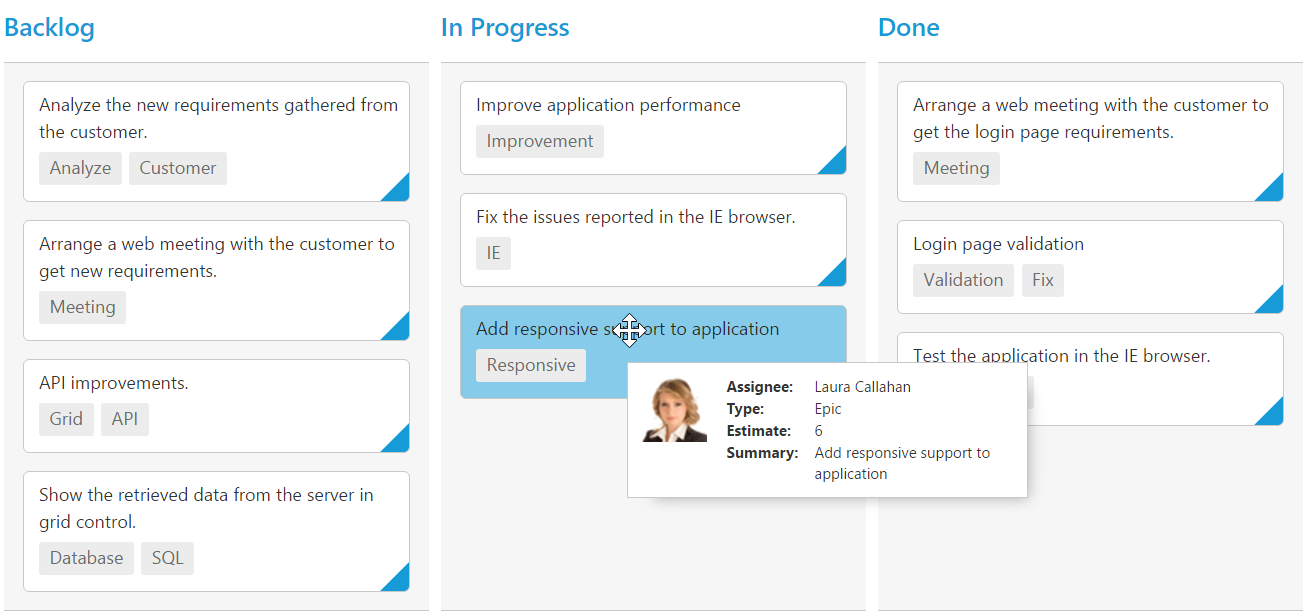 Backlog
Analyze the new requirements gathered from
the customer.
Analyze Customer
Arrange a web meeting with the customer to
get new requirements.
Meeting
API improvements.
Grid API
Show the retrieved data from the server in
grid control.
Database SQL
In Progress
Improve application performance
Improvement
Fix the issues reported in the IE browser.
IE
Add responsive support to application
Responsive
Assignee: Laura Callahan
Type: Epic
Estimate: 6
Summary: Add responsive support to
application
Done
Arrange a web meeting with the customer to
get the login page requirements.
Meeting
Login page validation
Validation Fix
Test the application in the IE browser.